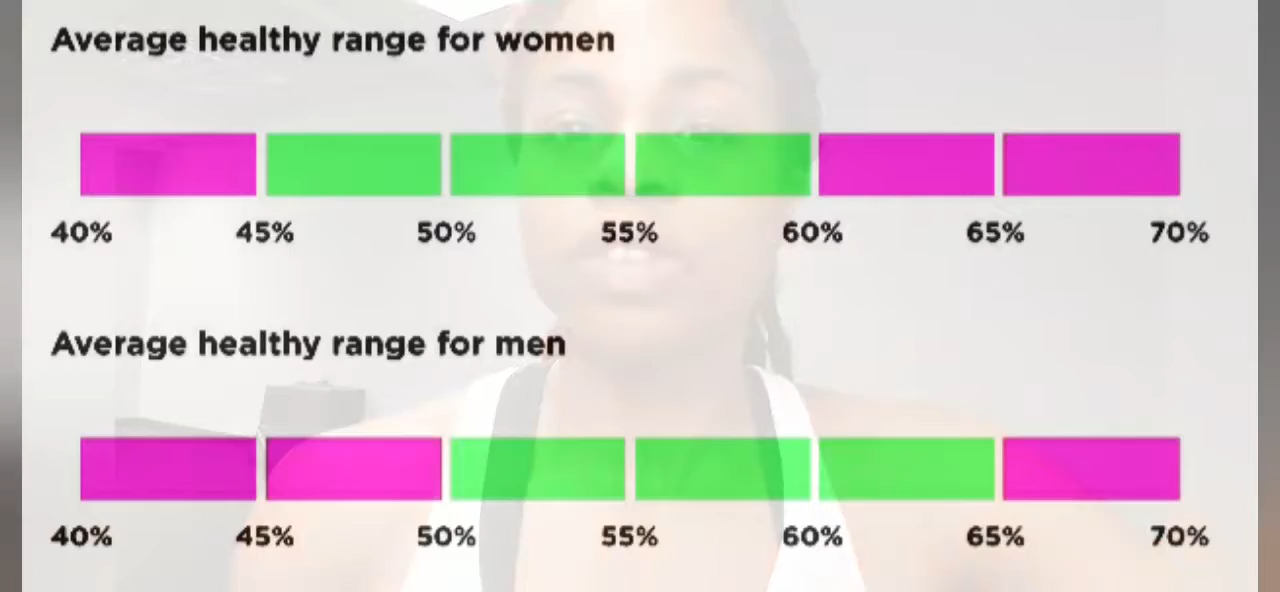 Average healthy range for women
40% 45% 50% 55% 60% 65% 70%
Average healthy range for men
40% 45% 50% 55% 60% 65% 70%